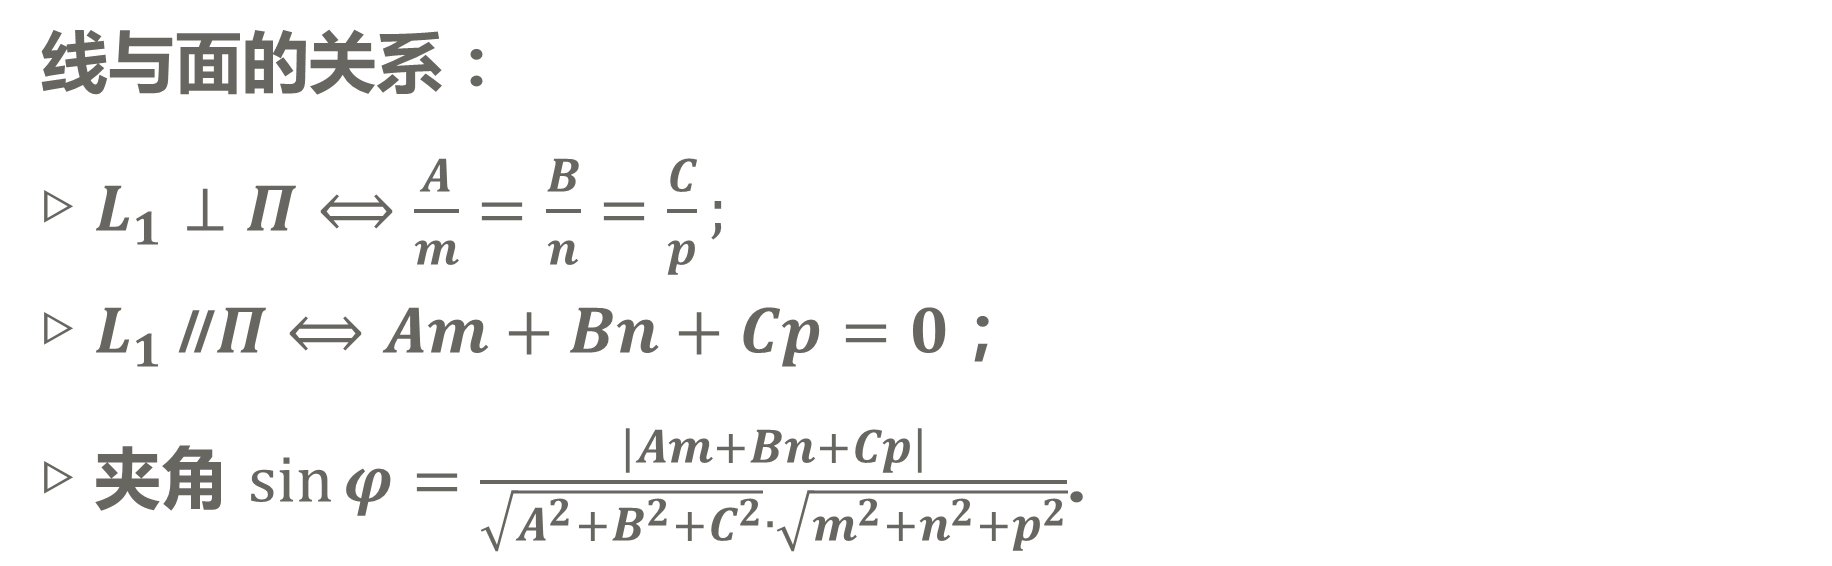 线与面的关系：
▷ L₁ ⊥ Π ⟺ A/m = B/n = C/p ;
▷ L₁ ∥ Π ⟺ Am + Bn + Cp = 0 ；
▷ 夹角 sin φ = |Am+Bn+Cp| / (√(A²+B²+C²)·√(m²+n²+p²)).